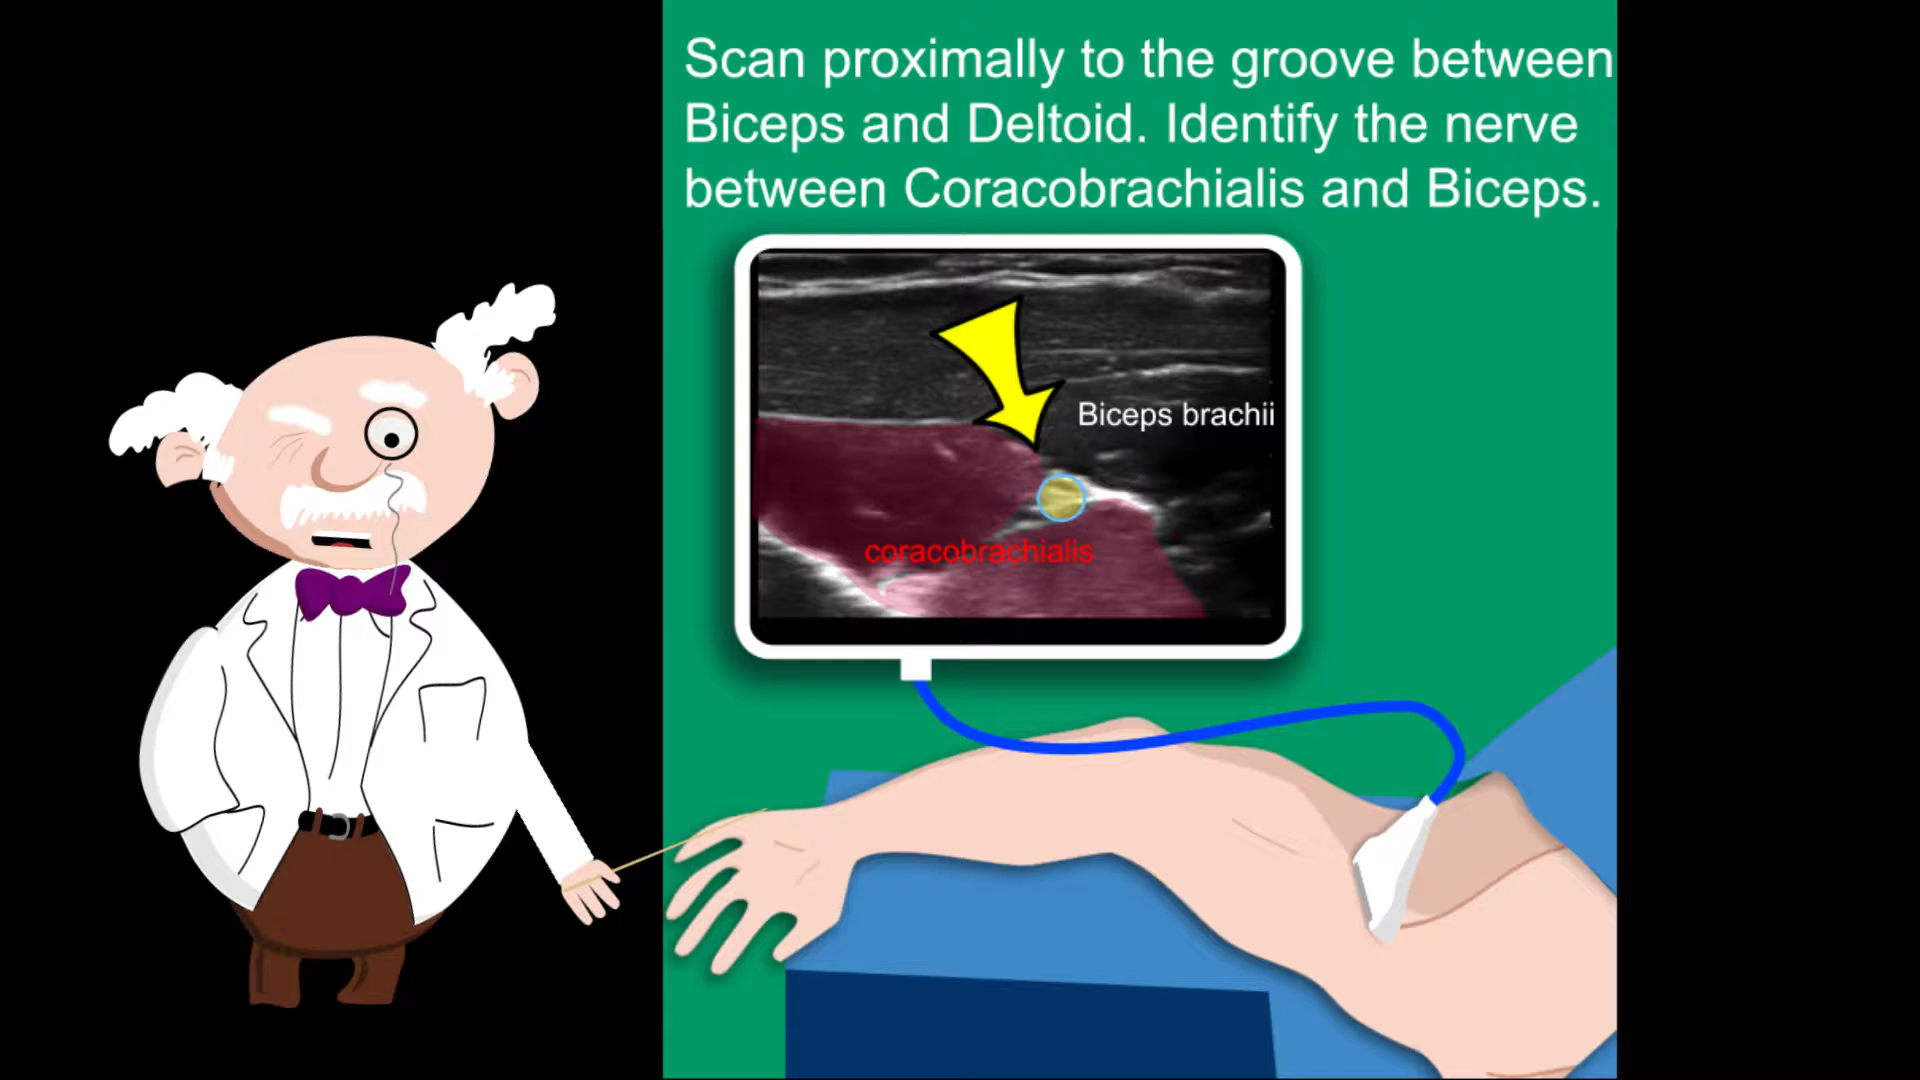 Scan proximally to the groove between
Biceps and Deltoid. Identify the nerve
between Coracobrachialis and Biceps.
Biceps brachii
coracobrachialis